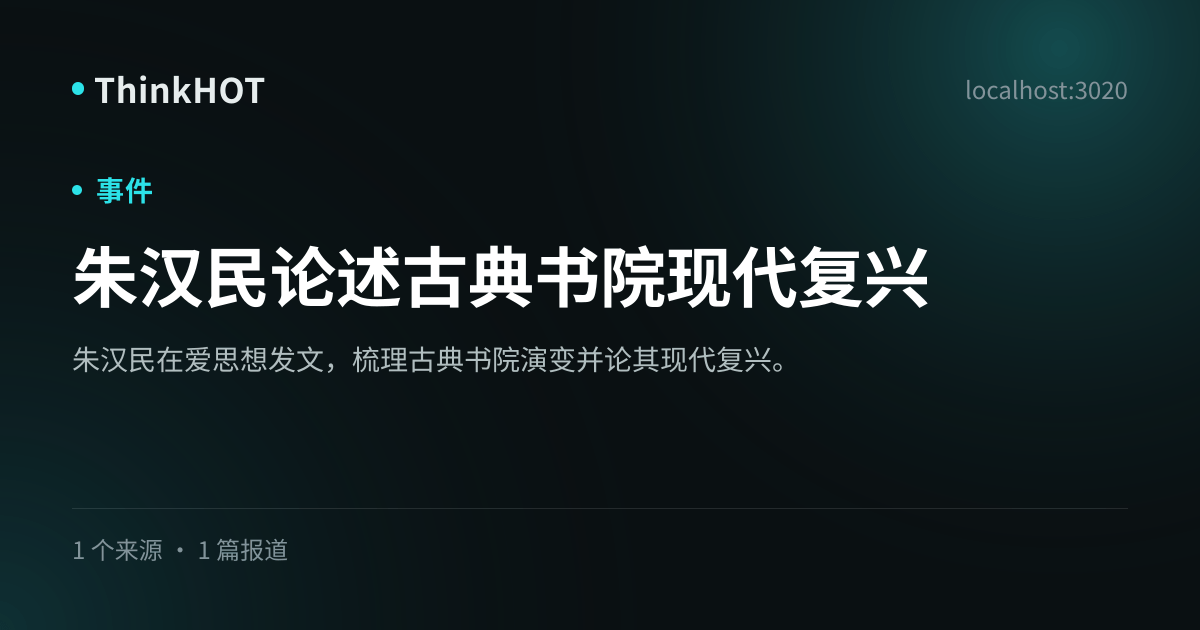 ThinkHOT
localhost:3020
事件
朱汉民论述古典书院现代复兴
朱汉民在爱思想发文，梳理古典书院演变并论其现代复兴。
1 个来源 · 1 篇报道